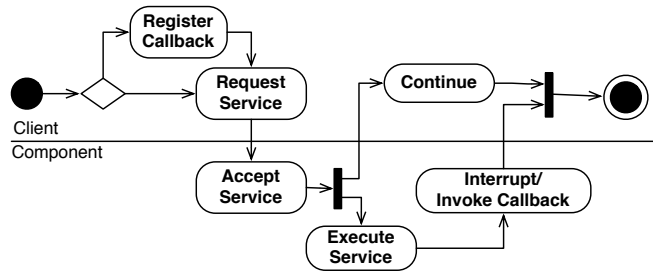 Register
Callback
Request
Service
Continue
Client
Component
Accept
Service
Interrupt/
Invoke Callback
Execute
Service